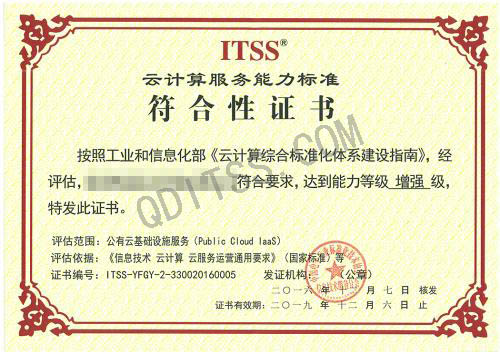 ITSS®
云计算服务能力标准
符合性证书
按照工业和信息化部《云计算综合标准化体系建设指南》，经
评估， 符合要求，达到能力等级 增强 级，
特发此证书。
评估范围：公有云基础设施服务（Public Cloud IaaS）
评估依据：《信息技术 云计算 云服务运营通用要求》（国家标准）等
证书编号：ITSS-YFGY-2-330020160005 发证机构： （公章）
二〇一六年 月七日核发
证书有效期：二〇一九年十二月六日止
QDITSS.COM